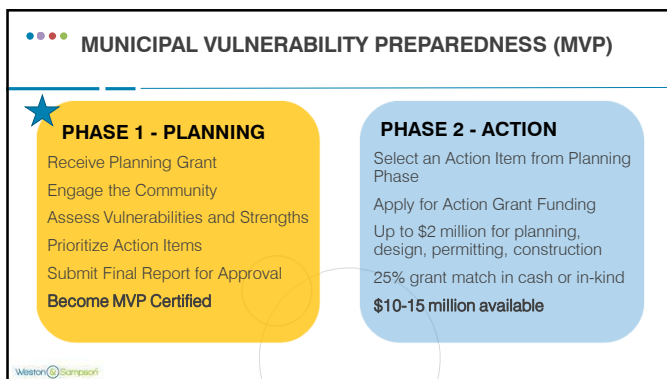 MUNICIPAL VULNERABILITY PREPAREDNESS (MVP)
PHASE 1 - PLANNING
Receive Planning Grant
Engage the Community
Assess Vulnerabilities and Strengths
Prioritize Action Items
Submit Final Report for Approval
Become MVP Certified
PHASE 2 - ACTION
Select an Action Item from Planning
Phase
Apply for Action Grant Funding
Up to $2 million for planning,
design, permitting, construction
25% grant match in cash or in-kind
$10-15 million available
Weston & Sampson